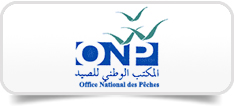 ONP
المكتب الوطني للصيد
Office National des Pêches